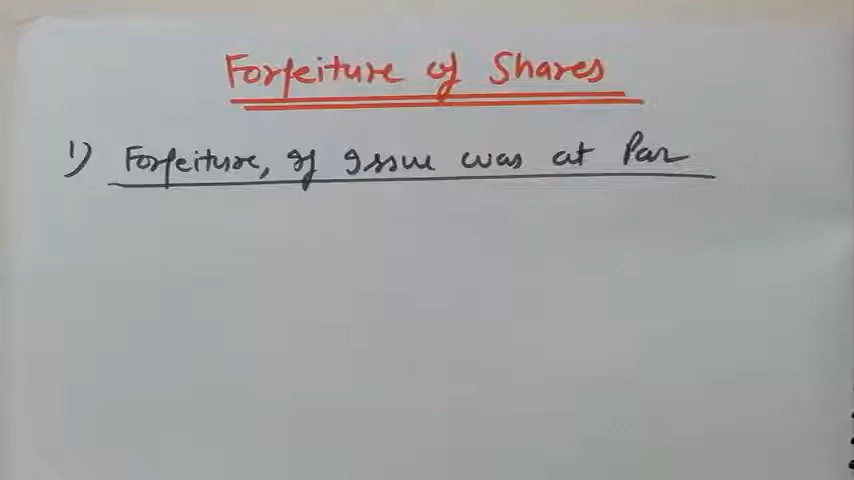 Forfeiture of Shares
1) Forfeiture, If Issue was at Par